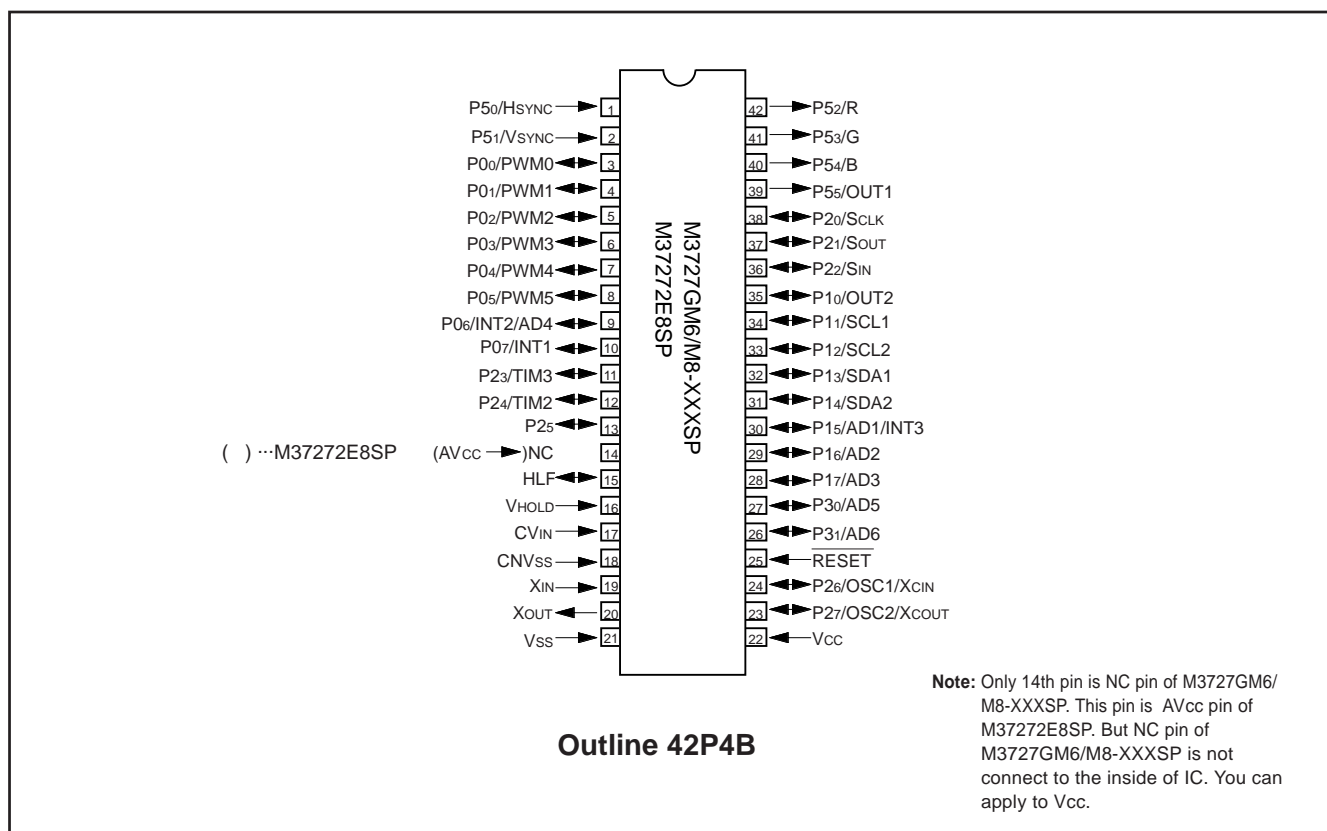 P50/HSYNC 1 42 P52/R
P51/VSYNC 2 41 P53/G
P00/PWM0 3 40 P54/B
P01/PWM1 4 39 P55/OUT1
P02/PWM2 5 38 P20/SCLK
P03/PWM3 6 37 P21/SOUT
P04/PWM4 7 36 P22/SIN
P05/PWM5 8 35 P10/OUT2
P06/INT2/AD4 9 34 P11/SCL1
P07/INT1 10 33 P12/SCL2
P23/TIM3 11 32 P13/SDA1
P24/TIM2 12 31 P14/SDA2
P25 13 30 P15/AD1/INT3
( ) ···M37272E8SP (AVCC )NC 14 29 P16/AD2
HLF 15 28 P17/AD3
VHOLD 16 27 P30/AD5
CVIN 17 26 P31/AD6
CNVSS 18 25 RESET
XIN 19 24 P26/OSC1/XCIN
XOUT 20 23 P27/OSC2/XCOUT
VSS 21 22 VCC
M3727GM6/M8-XXXSP
M37272E8SP
Outline 42P4B
Note: Only 14th pin is NC pin of M3727GM6/
M8-XXXSP. This pin is AVcc pin of
M37272E8SP. But NC pin of
M3727GM6/M8-XXXSP is not
connect to the inside of IC. You can
apply to Vcc.